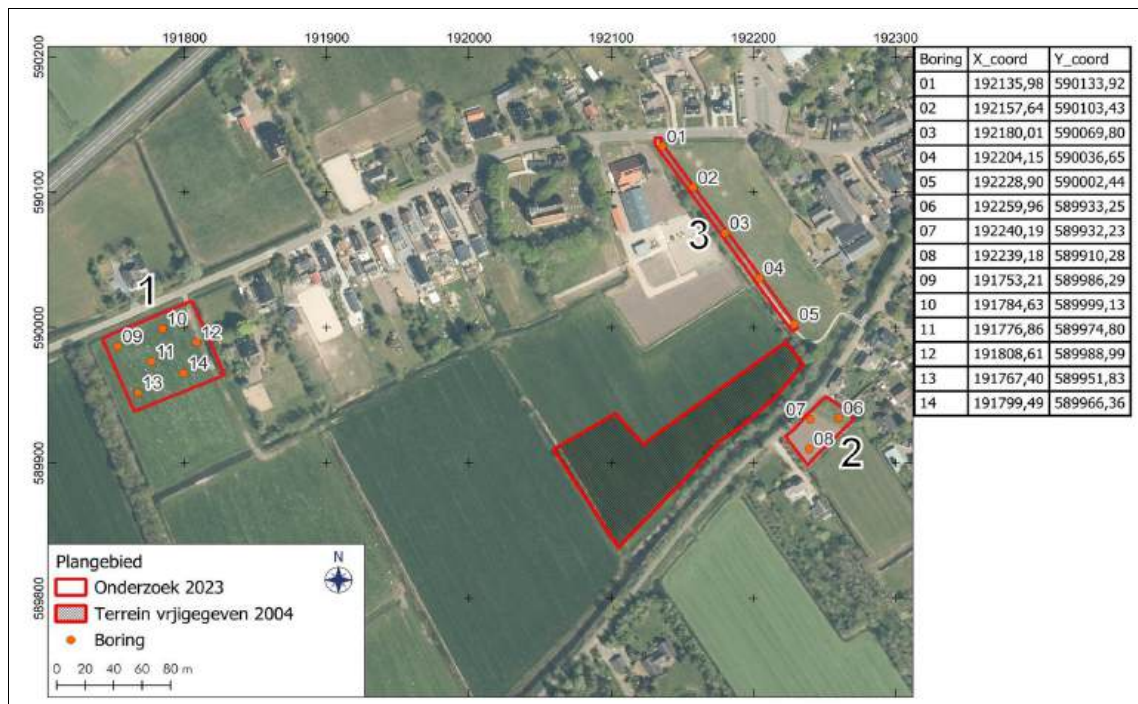 191800 191900 192000 192100 192200 192300
590200
590100
590000
589900
589800
1
2
3
01
02
03
04
05
06
07
08
09
10
11
12
13
14
Plangebied
Onderzoek 2023
Terrein vrjigegeven 2004
Boring
0 20 40 60 80 m
N
Boring X_coord Y_coord
01 192135,98 590133,92
02 192157,64 590103,43
03 192180,01 590069,80
04 192204,15 590036,65
05 192228,90 590002,44
06 192259,96 589933,25
07 192240,19 589932,23
08 192239,18 589910,28
09 191753,21 589986,29
10 191784,63 589999,13
11 191776,86 589974,80
12 191808,61 589988,99
13 191767,40 589951,83
14 191799,49 589966,36